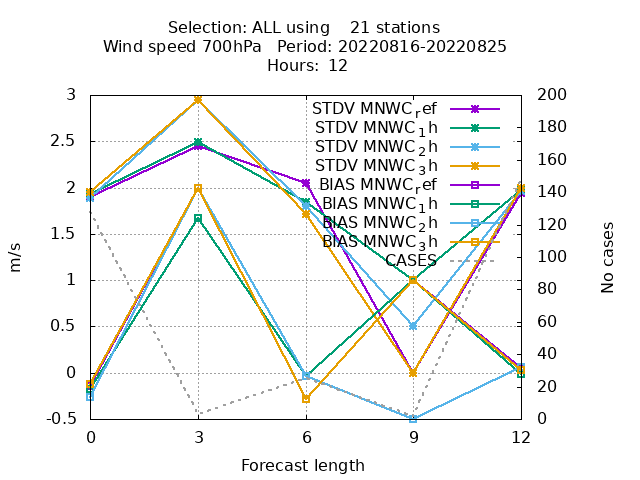 Selection: ALL using    21 stations
Wind speed 700hPa   Period: 20220816-20220825
Hours:  12
3
2.5
2
1.5
1
0.5
0
-0.5
0
3
6
9
12
200
180
160
140
120
100
80
60
40
20
0
m/s
No cases
Forecast length
STDV MNWC_ref
STDV MNWC_1h
STDV MNWC_2h
STDV MNWC_3h
BIAS MNWC_ref
BIAS MNWC_1h
BIAS MNWC_2h
BIAS MNWC_3h
CASES